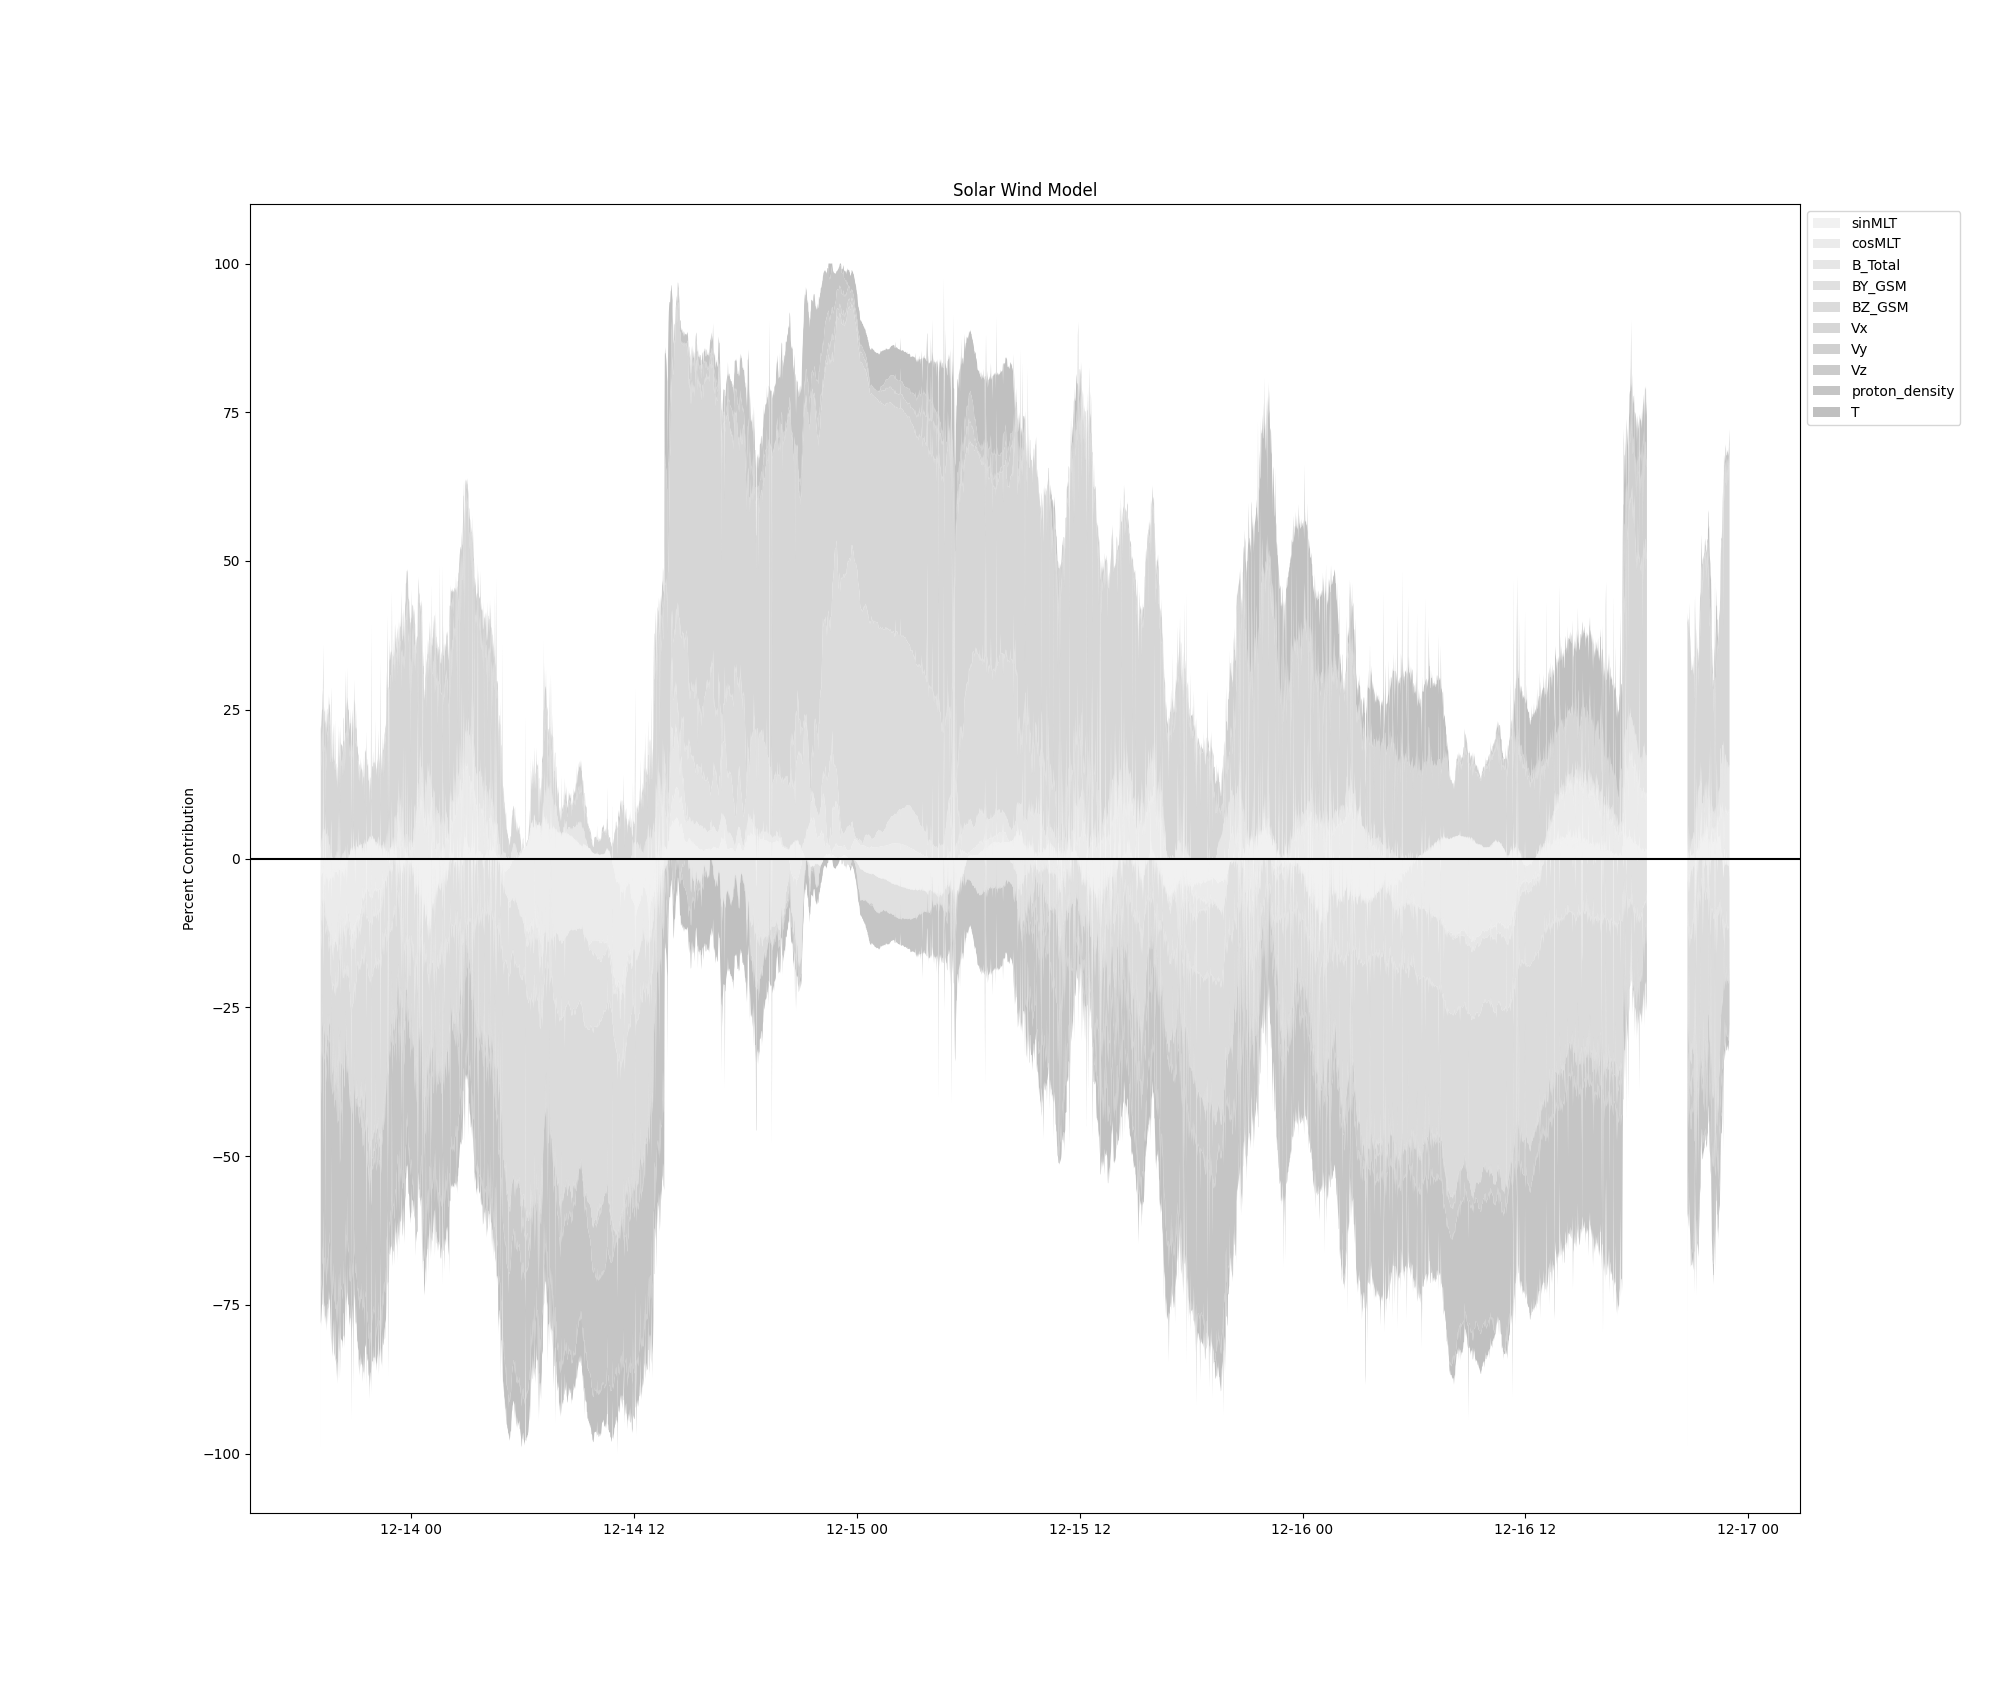 Solar Wind Model
sinMLT
cosMLT
B_Total
BY_GSM
BZ_GSM
Vx
Vy
Vz
proton_density
T
Percent Contribution
100
75
50
25
0
−25
−50
−75
−100
12-14 00
12-14 12
12-15 00
12-15 12
12-16 00
12-16 12
12-17 00